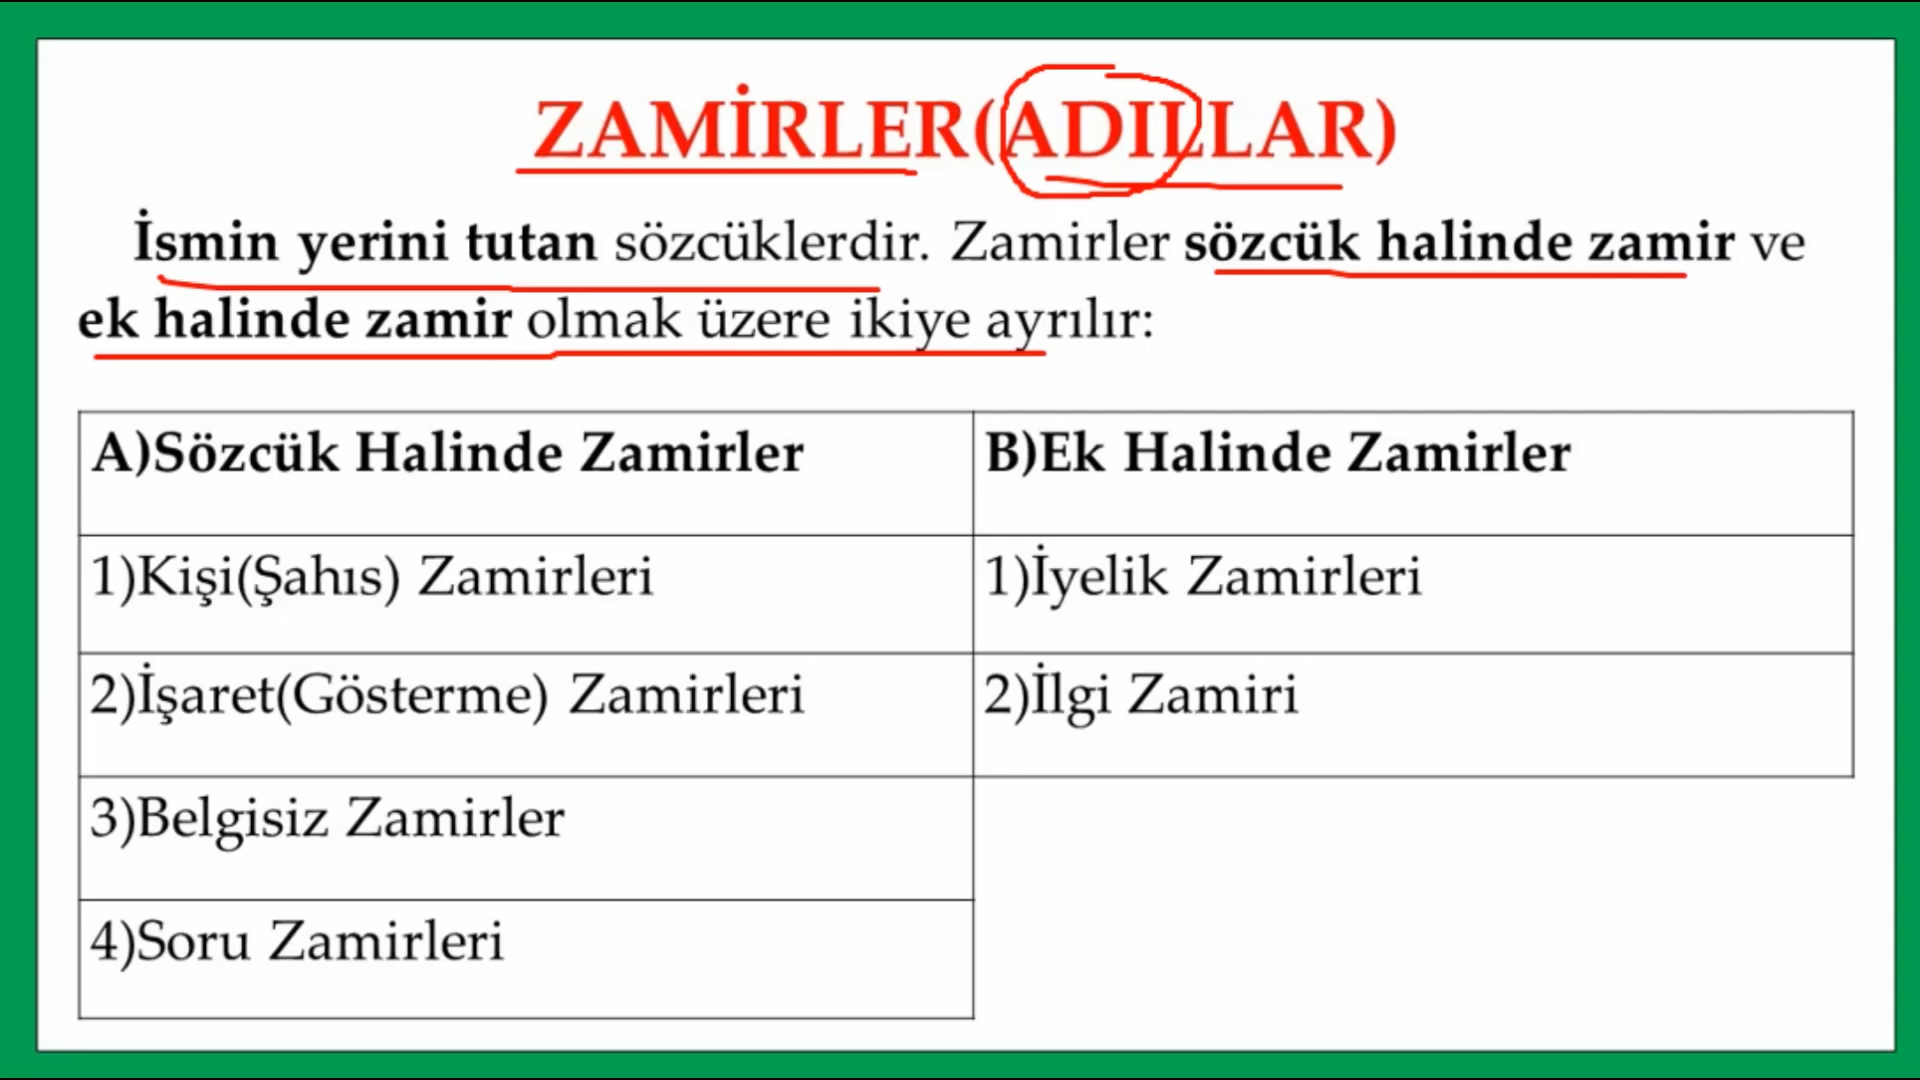 ZAMİRLER(ADILLAR)
İsmin yerini tutan sözcüklerdir. Zamirler sözcük halinde zamir ve
ek halinde zamir olmak üzere ikiye ayrılır:
A)Sözcük Halinde Zamirler
B)Ek Halinde Zamirler
1)Kişi(Şahıs) Zamirleri
1)İyelik Zamirleri
2)İşaret(Gösterme) Zamirleri
2)İlgi Zamiri
3)Belgisiz Zamirler
4)Soru Zamirleri